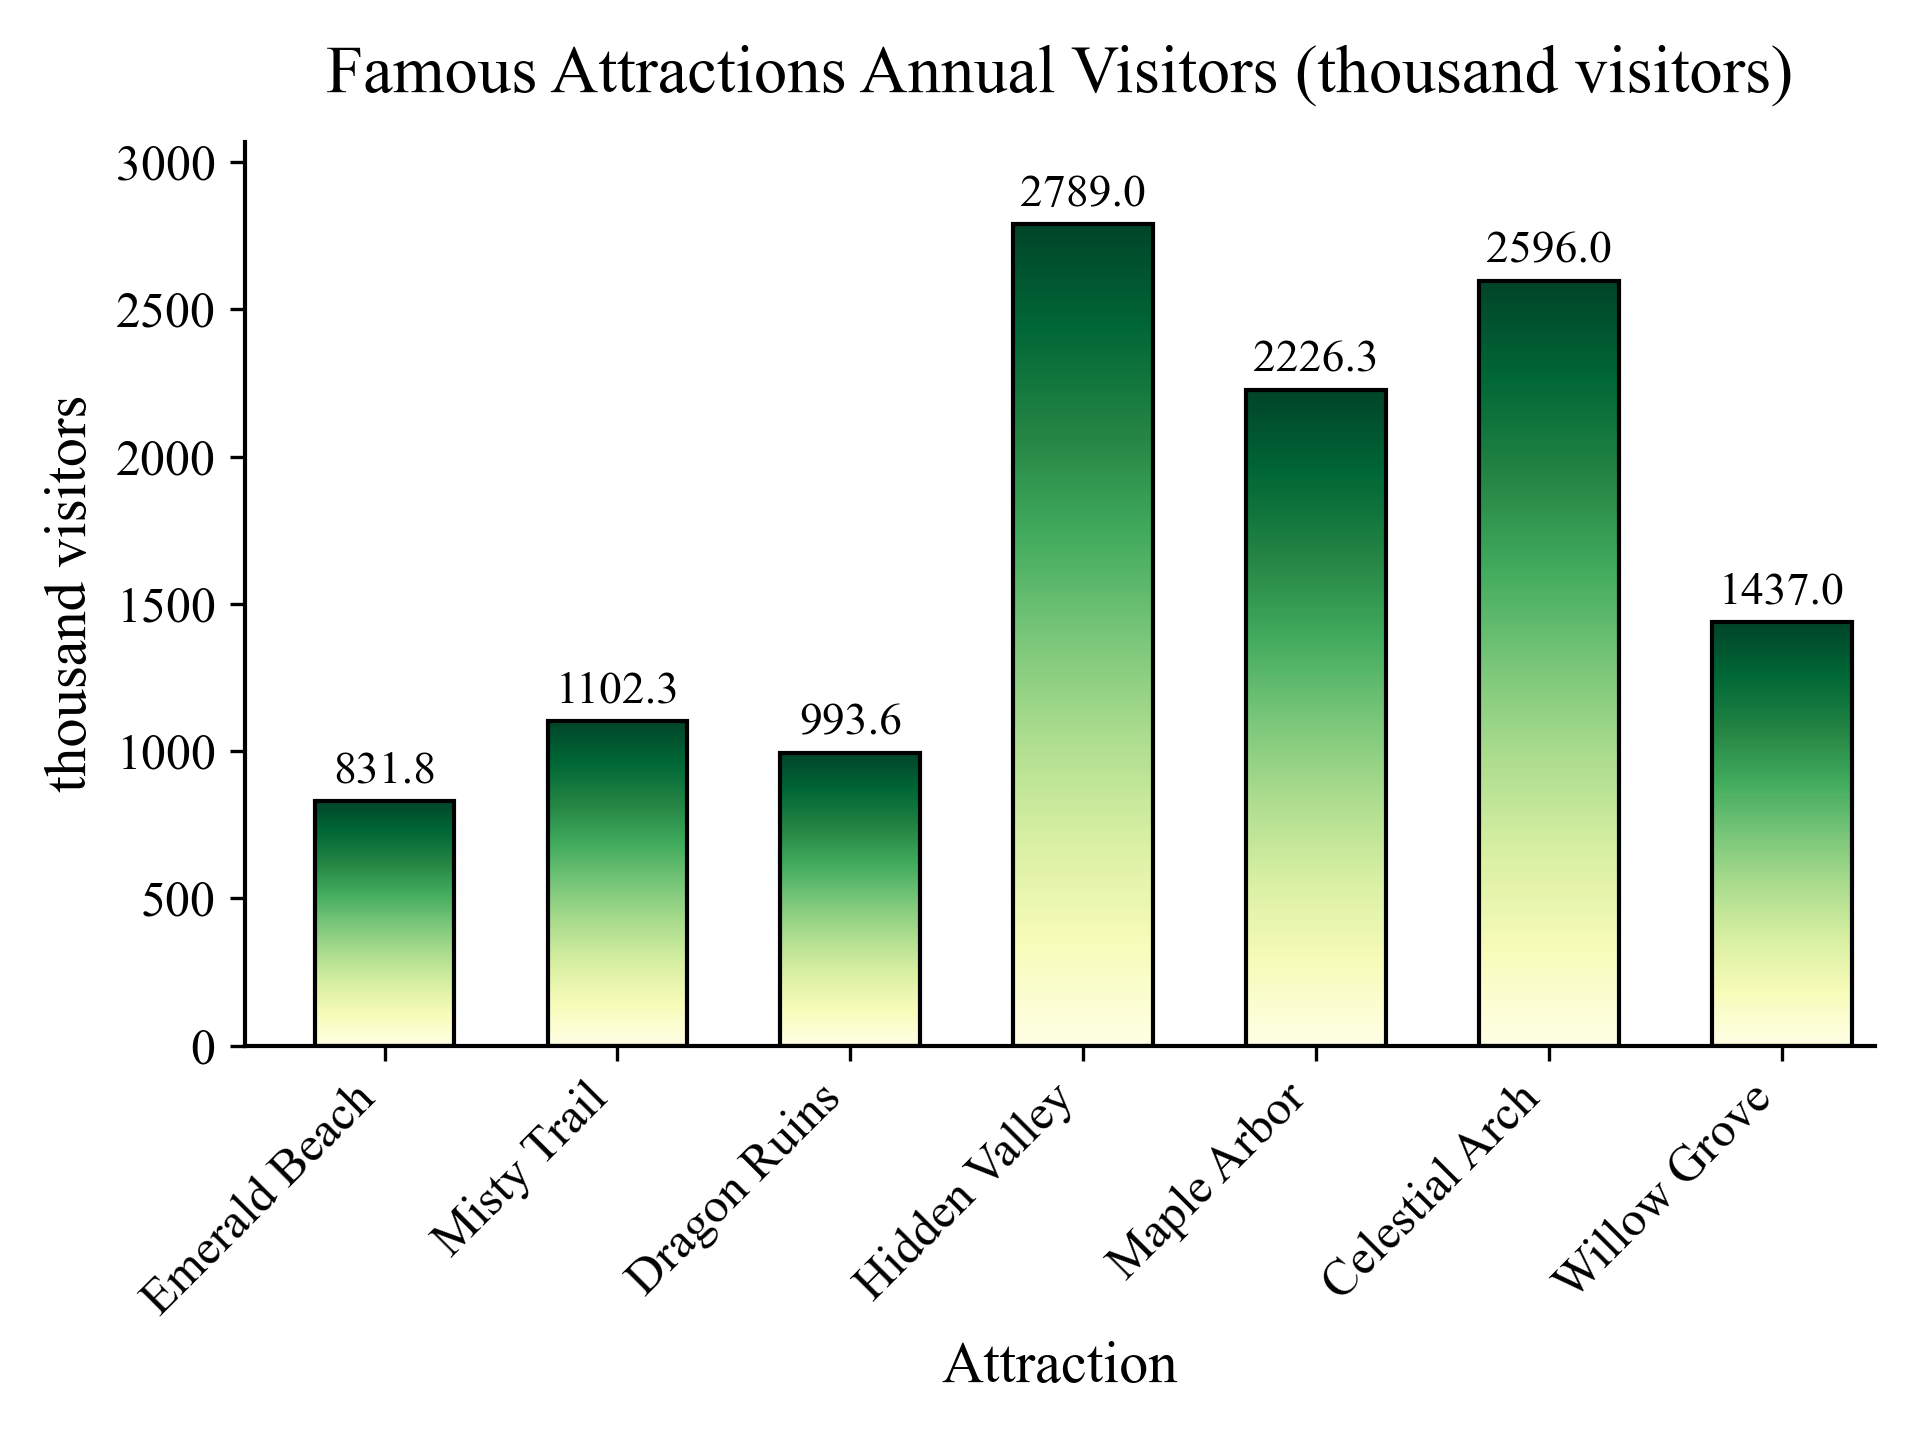 Famous Attractions Annual Visitors (thousand visitors)
thousand visitors
3000
2500
2000
1500
1000
500
0
831.8
1102.3
993.6
2789.0
2226.3
2596.0
1437.0
Emerald Beach
Misty Trail
Dragon Ruins
Hidden Valley
Maple Arbor
Celestial Arch
Willow Grove
Attraction